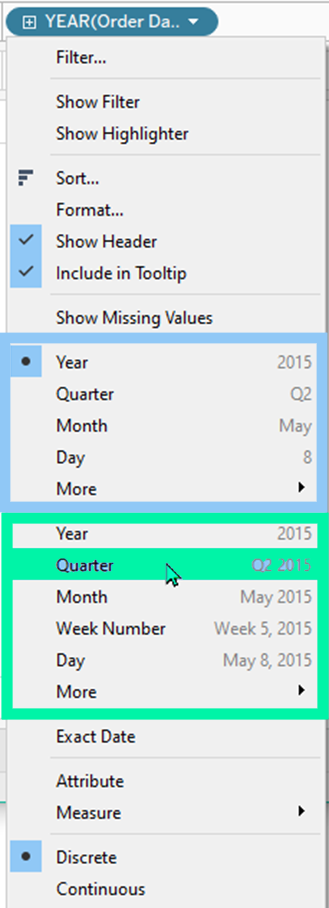 YEAR(Order Da..
Filter...
Show Filter
Show Highlighter
Sort...
Format...
Show Header
Include in Tooltip
Show Missing Values
Year 2015
Quarter Q2
Month May
Day 8
More
Year 2015
Quarter Q2 2015
Month May 2015
Week Number Week 5, 2015
Day May 8, 2015
More
Exact Date
Attribute
Measure
Discrete
Continuous